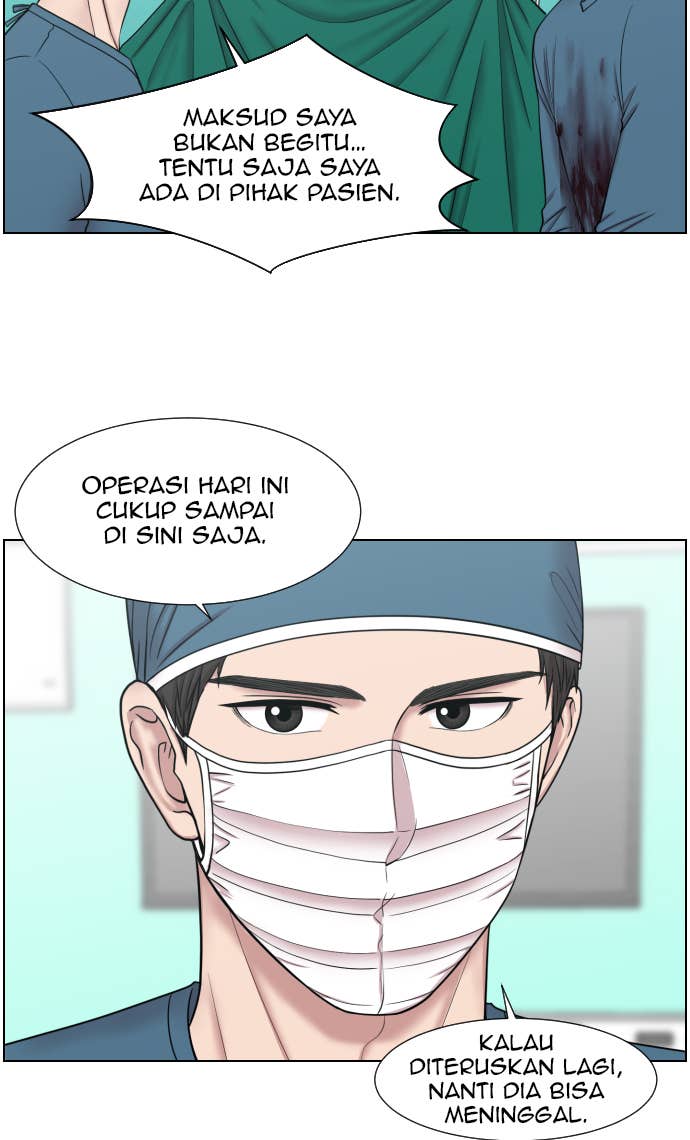 MAKSUD SAYA
BUKAN BEGITU...
TENTU SAJA SAYA
ADA DI PIHAK PASIEN.
OPERASI HARI INI
CUKUP SAMPAI
DI SINI SAJA.
KALAU
DITERUSKAN LAGI,
NANTI DIA BISA
MENINGGAL.